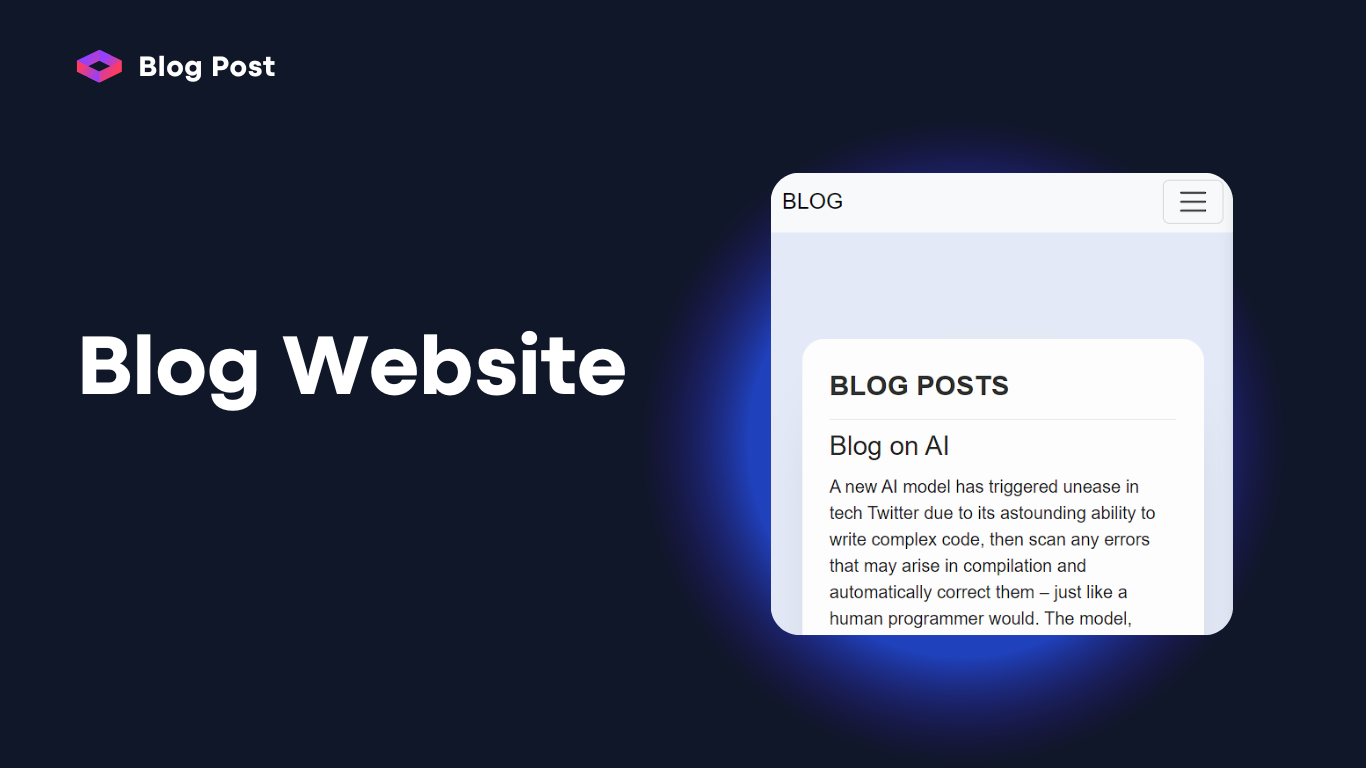 Blog Post
Blog Website
BLOG
BLOG POSTS
Blog on AI
A new AI model has triggered unease in
tech Twitter due to its astounding ability to
write complex code, then scan any errors
that may arise in compilation and
automatically correct them – just like a
human programmer would. The model,